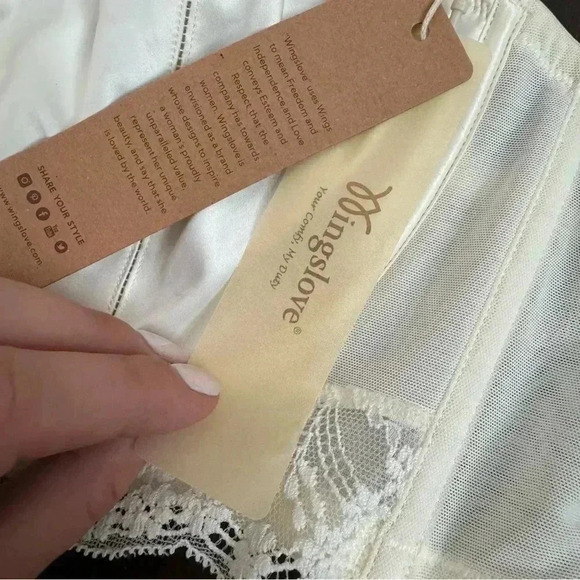 "Wingslove" uses Wings
to mean Freedom and
Independence,and Love
conveys Esteem and
Respect that the
company has towards
women. Wingslove is
envisioned as a brand
whose designs to inspire
a woman's proudly
represent her unique
unparalleled value,
beauty, and say that she
is loved by the world
SHARE YOUR STYLE
www.wingslove.com
Wingslove®
Your Comfy, My Duty